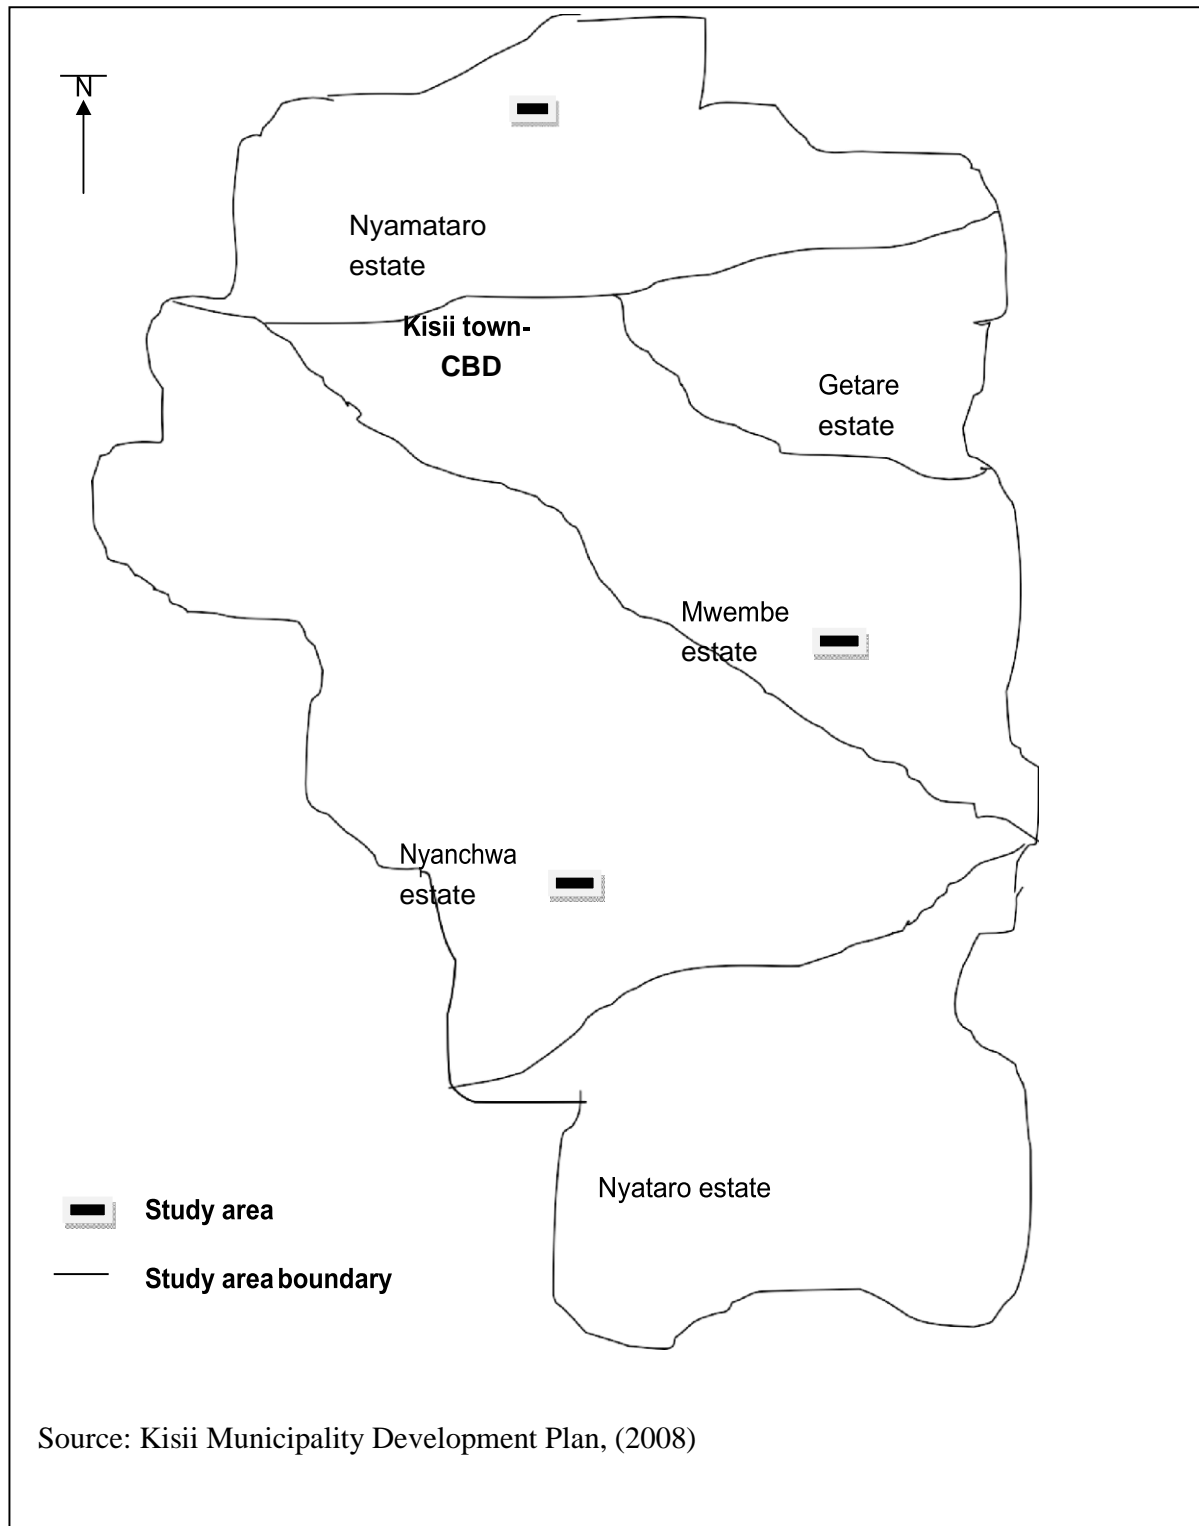 N
Nyamataro
estate
Kisii town-
CBD
Getare
estate
Mwembe
estate
Nyanchwa
estate
Nyataro estate
Study area
Study area boundary
Source: Kisii Municipality Development Plan, (2008)